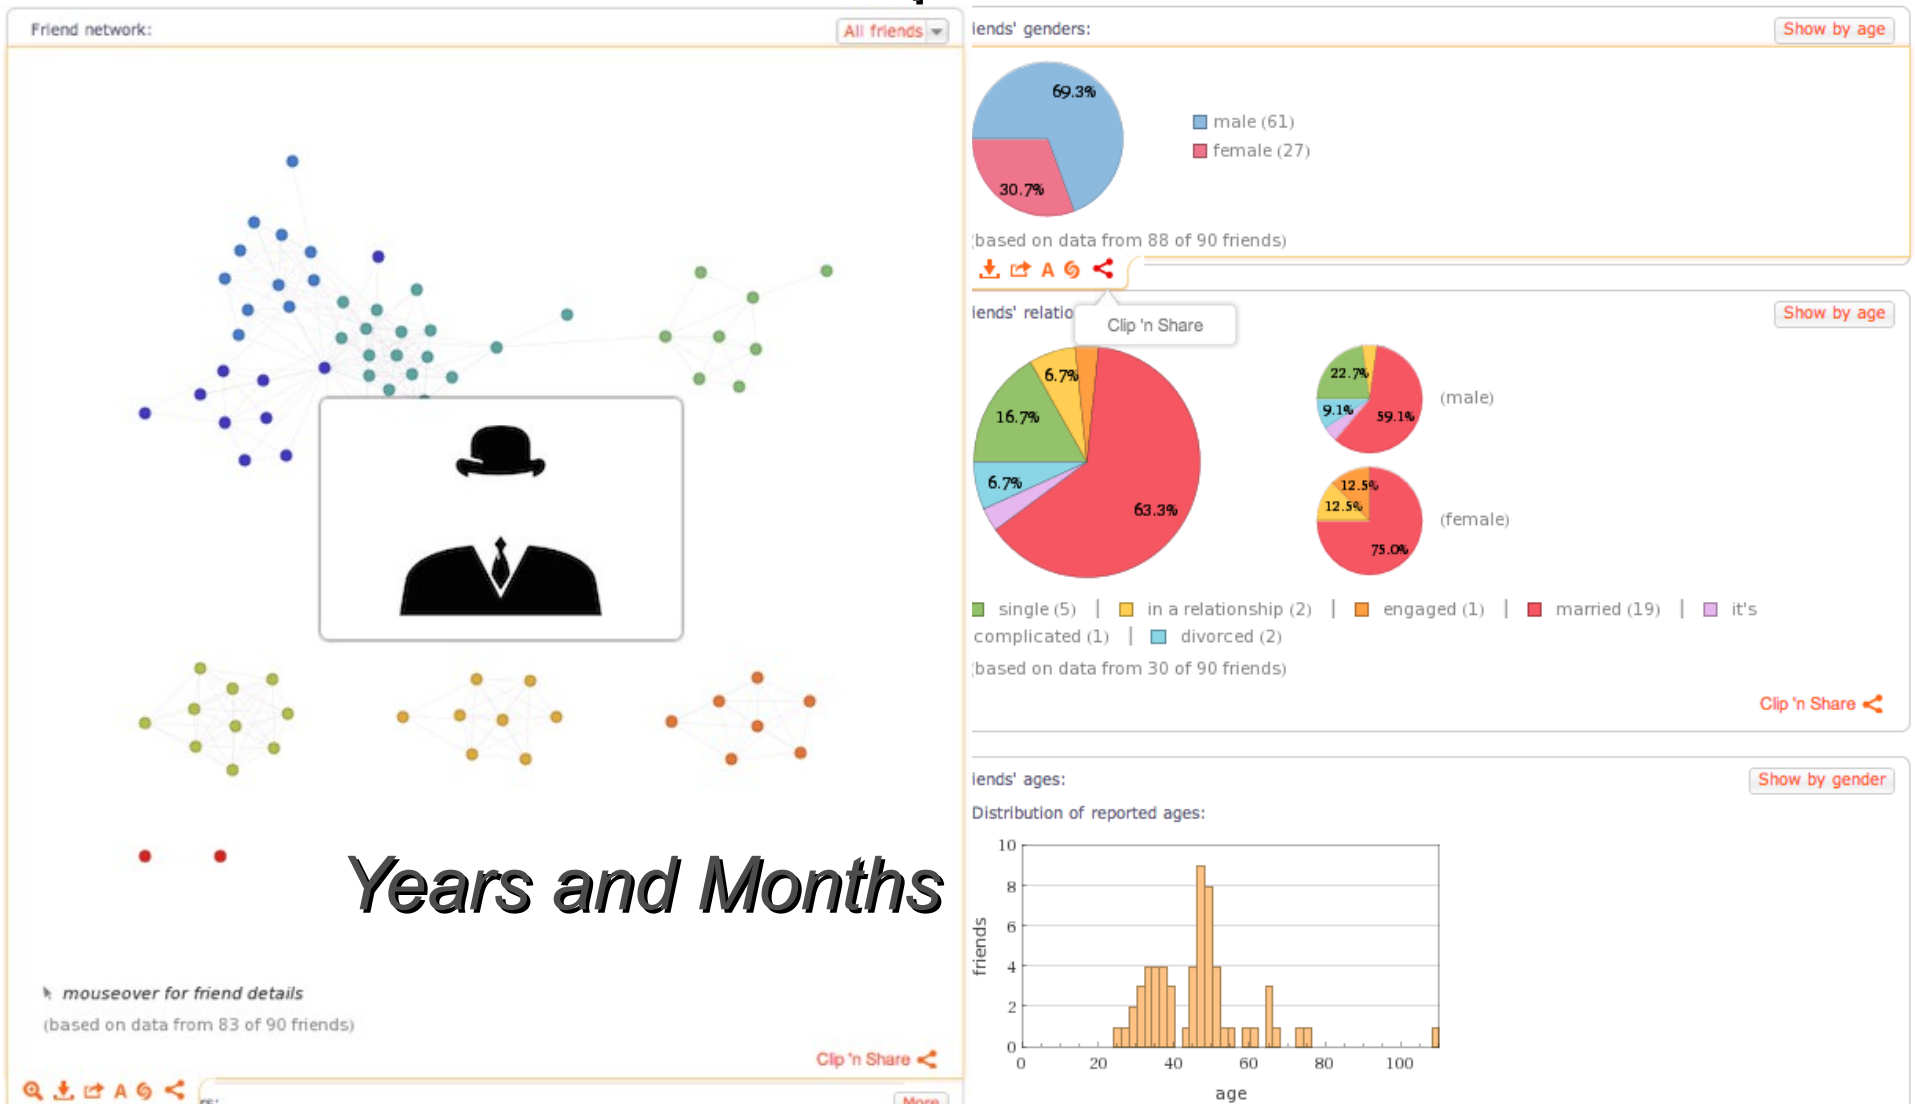 Friend network:
All friends
Years and Months
mouseover for friend details
(based on data from 83 of 90 friends)
Clip 'n Share
A
rs:
More
iends' genders:
Show by age
69.3%
30.7%
male (61)
female (27)
(based on data from 88 of 90 friends)
A
Clip 'n Share
iends' relatio
Show by age
6.7%
16.7%
6.7%
63.3%
22.7%
9.1%
59.1%
(male)
12.5%
12.5%
75.0%
(female)
single (5) | in a relationship (2) | engaged (1) | married (19) | it's
complicated (1) | divorced (2)
(based on data from 30 of 90 friends)
Clip 'n Share
iends' ages:
Show by gender
Distribution of reported ages:
10
8
6
4
2
0
friends
0 20 40 60 80 100
age